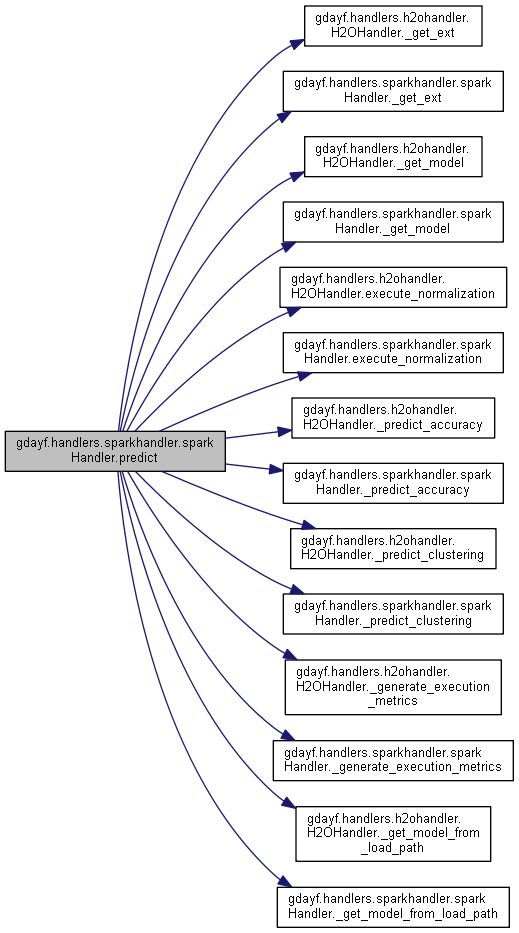 gdayf.handlers.h2ohandler.
H2OHandler._get_ext
gdayf.handlers.sparkhandler.spark
Handler._get_ext
gdayf.handlers.h2ohandler.
H2OHandler._get_model
gdayf.handlers.sparkhandler.spark
Handler._get_model
gdayf.handlers.h2ohandler.
H2OHandler.execute_normalization
gdayf.handlers.sparkhandler.spark
Handler.execute_normalization
gdayf.handlers.h2ohandler.
H2OHandler._predict_accuracy
gdayf.handlers.sparkhandler.spark
Handler.predict
gdayf.handlers.sparkhandler.spark
Handler._predict_accuracy
gdayf.handlers.h2ohandler.
H2OHandler._predict_clustering
gdayf.handlers.sparkhandler.spark
Handler._predict_clustering
gdayf.handlers.h2ohandler.
H2OHandler._generate_execution
_metrics
gdayf.handlers.sparkhandler.spark
Handler._generate_execution_metrics
gdayf.handlers.h2ohandler.
H2OHandler._get_model_from
_load_path
gdayf.handlers.sparkhandler.spark
Handler._get_model_from_load_path